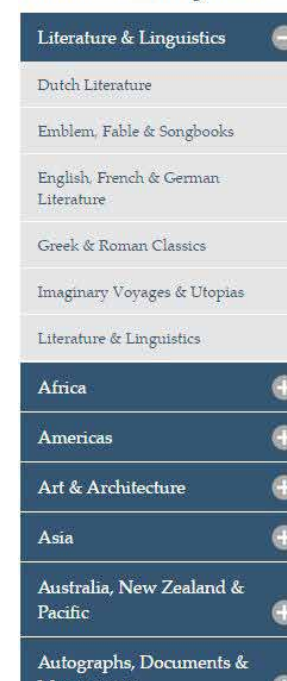 Literature & Linguistics
Dutch Literature
Emblem, Fable & Songbooks
English, French & German
Literature
Greek & Roman Classics
Imaginary Voyages & Utopias
Literature & Linguistics
Africa
Americas
Art & Architecture
Asia
Australia, New Zealand &
Pacific
Autographs, Documents &